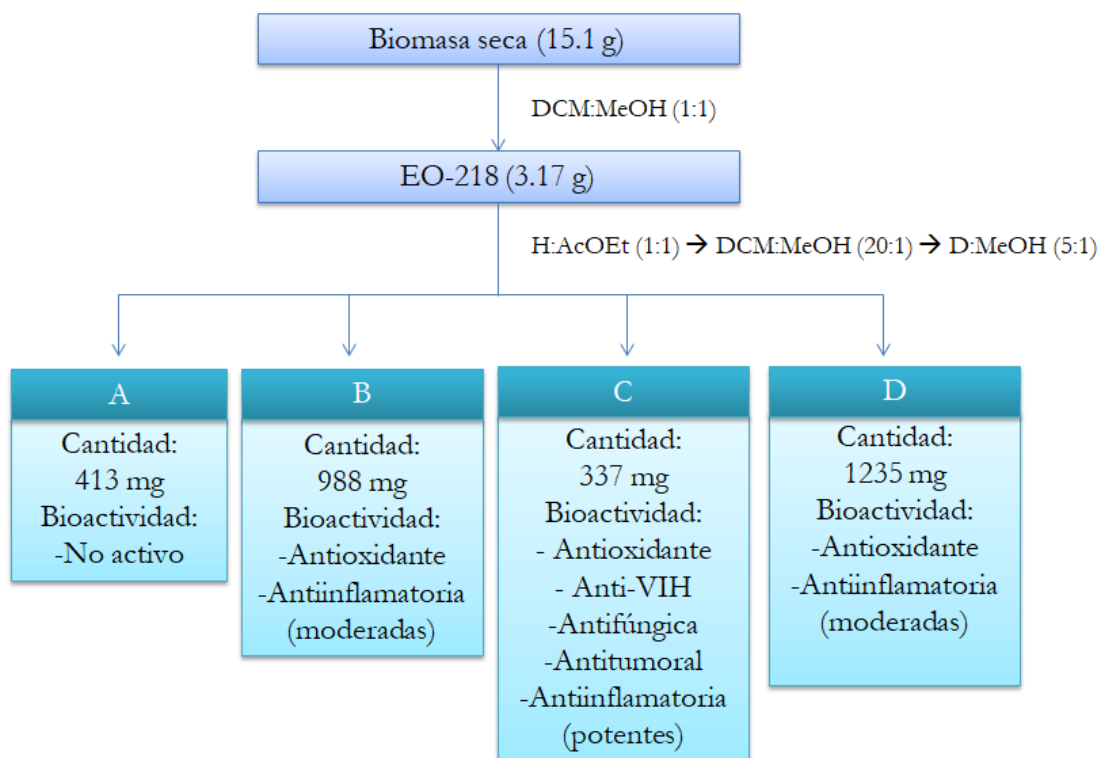 Biomasa seca (15.1 g)
DCM:MeOH (1:1)
EO-218 (3.17 g)
H:AcOEt (1:1) → DCM:MeOH (20:1) → D:MeOH (5:1)
A
Cantidad:
413 mg
Bioactividad:
-No activo
B
Cantidad:
988 mg
Bioactividad:
-Antioxidante
-Antiinflamatoria
(moderadas)
C
Cantidad:
337 mg
Bioactividad:
- Antioxidante
- Anti-VIH
-Antifúngica
-Antitumoral
-Antiinflamatoria
(potentes)
D
Cantidad:
1235 mg
Bioactividad:
-Antioxidante
-Antiinflamatoria
(moderadas)